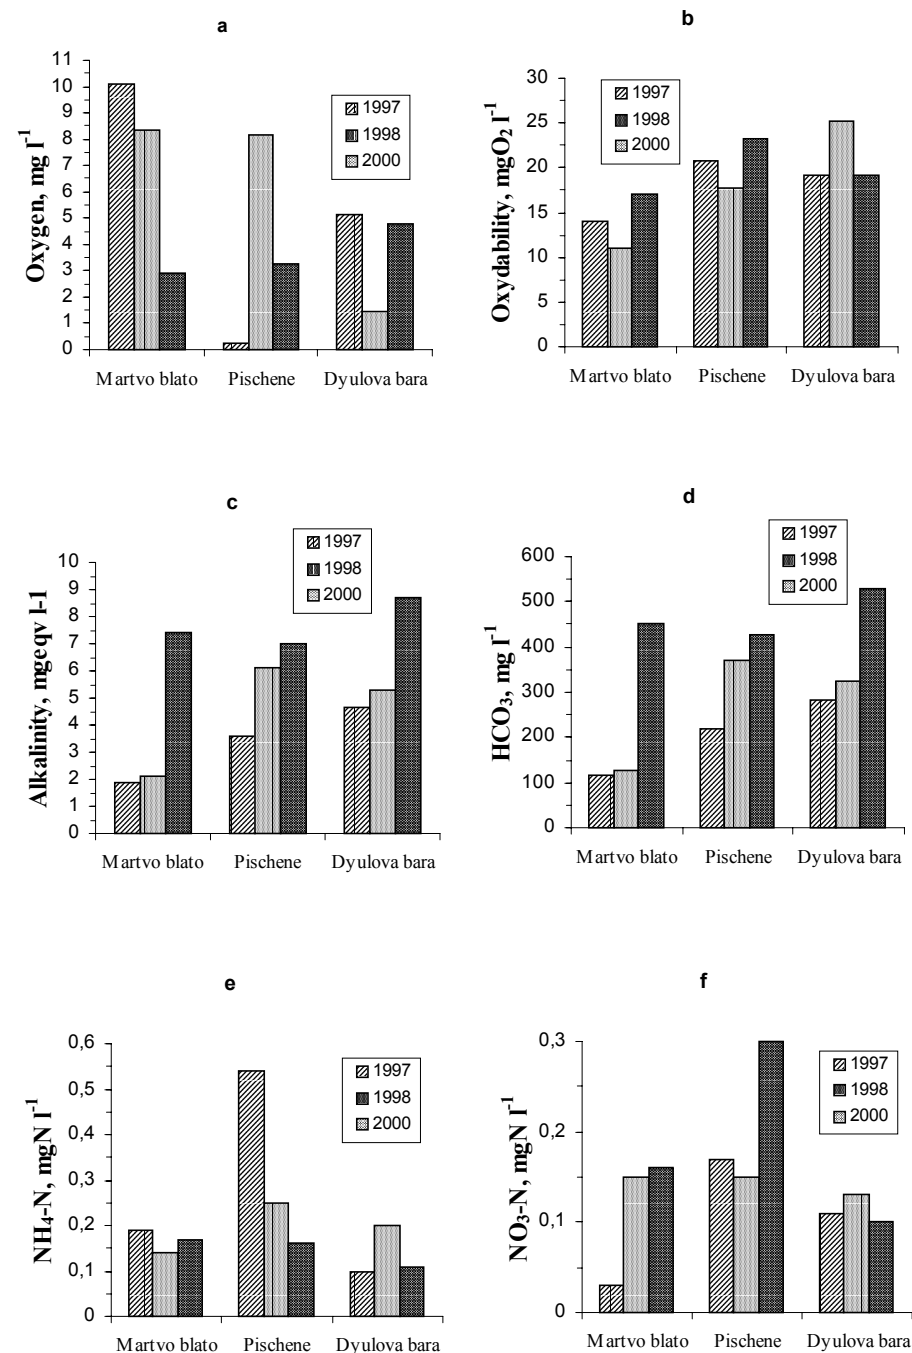 a
Oxygen, mg l-1
11
10
9
8
7
6
5
4
3
2
1
0
1997
1998
2000
Martvo blato
Pischene
Dyulova bara
b
Oxydability, mgO2 l-1
30
25
20
15
10
5
0
1997
1998
2000
Martvo blato
Pischene
Dyulova bara
c
Alkalinity, mgeqv l-1
10
9
8
7
6
5
4
3
2
1
0
1997
1998
2000
Martvo blato
Pischene
Dyulova bara
d
HCO3, mg l-1
600
500
400
300
200
100
0
1997
1998
2000
Martvo blato
Pischene
Dyulova bara
e
NH4-N, mgN l-1
0,6
0,5
0,4
0,3
0,2
0,1
0
1997
1998
2000
Martvo blato
Pischene
Dyulova bara
f
NO3-N, mgN l-1
0,3
0,2
0,1
0
1997
1998
2000
Martvo blato
Pischene
Dyulova bara